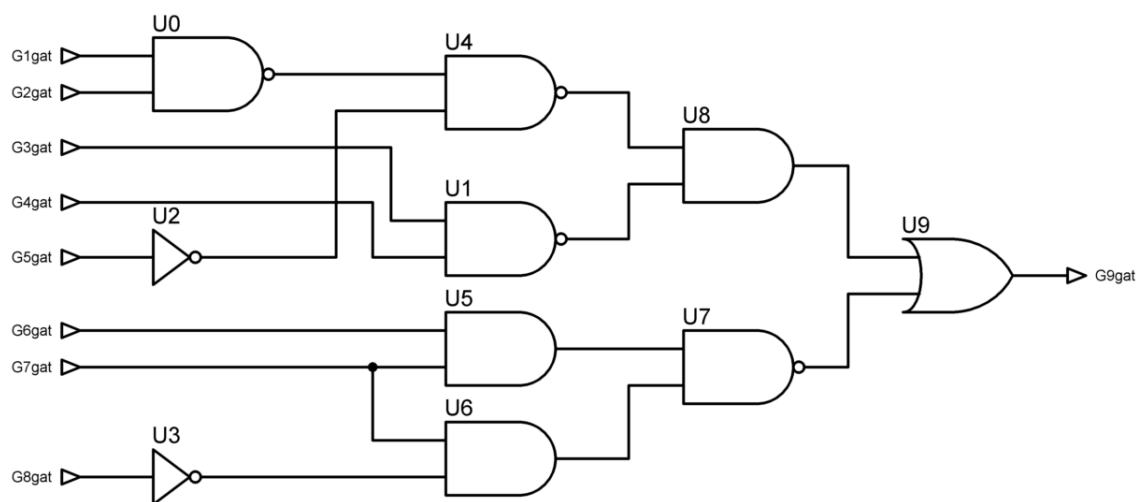 U0
G1gat
G2gat
U4
U8
G3gat
G4gat
U1
U2
G5gat
U9
G9gat
U5
G6gat
U7
G7gat
U6
U3
G8gat